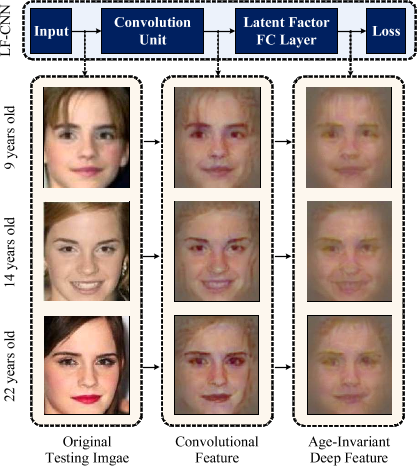 LF-CNN
Input
Convolution
Unit
Latent Factor
FC Layer
Loss
9 years old
14 years old
22 years old
Original
Testing Imgae
Convolutional
Feature
Age-Invariant
Deep Feature